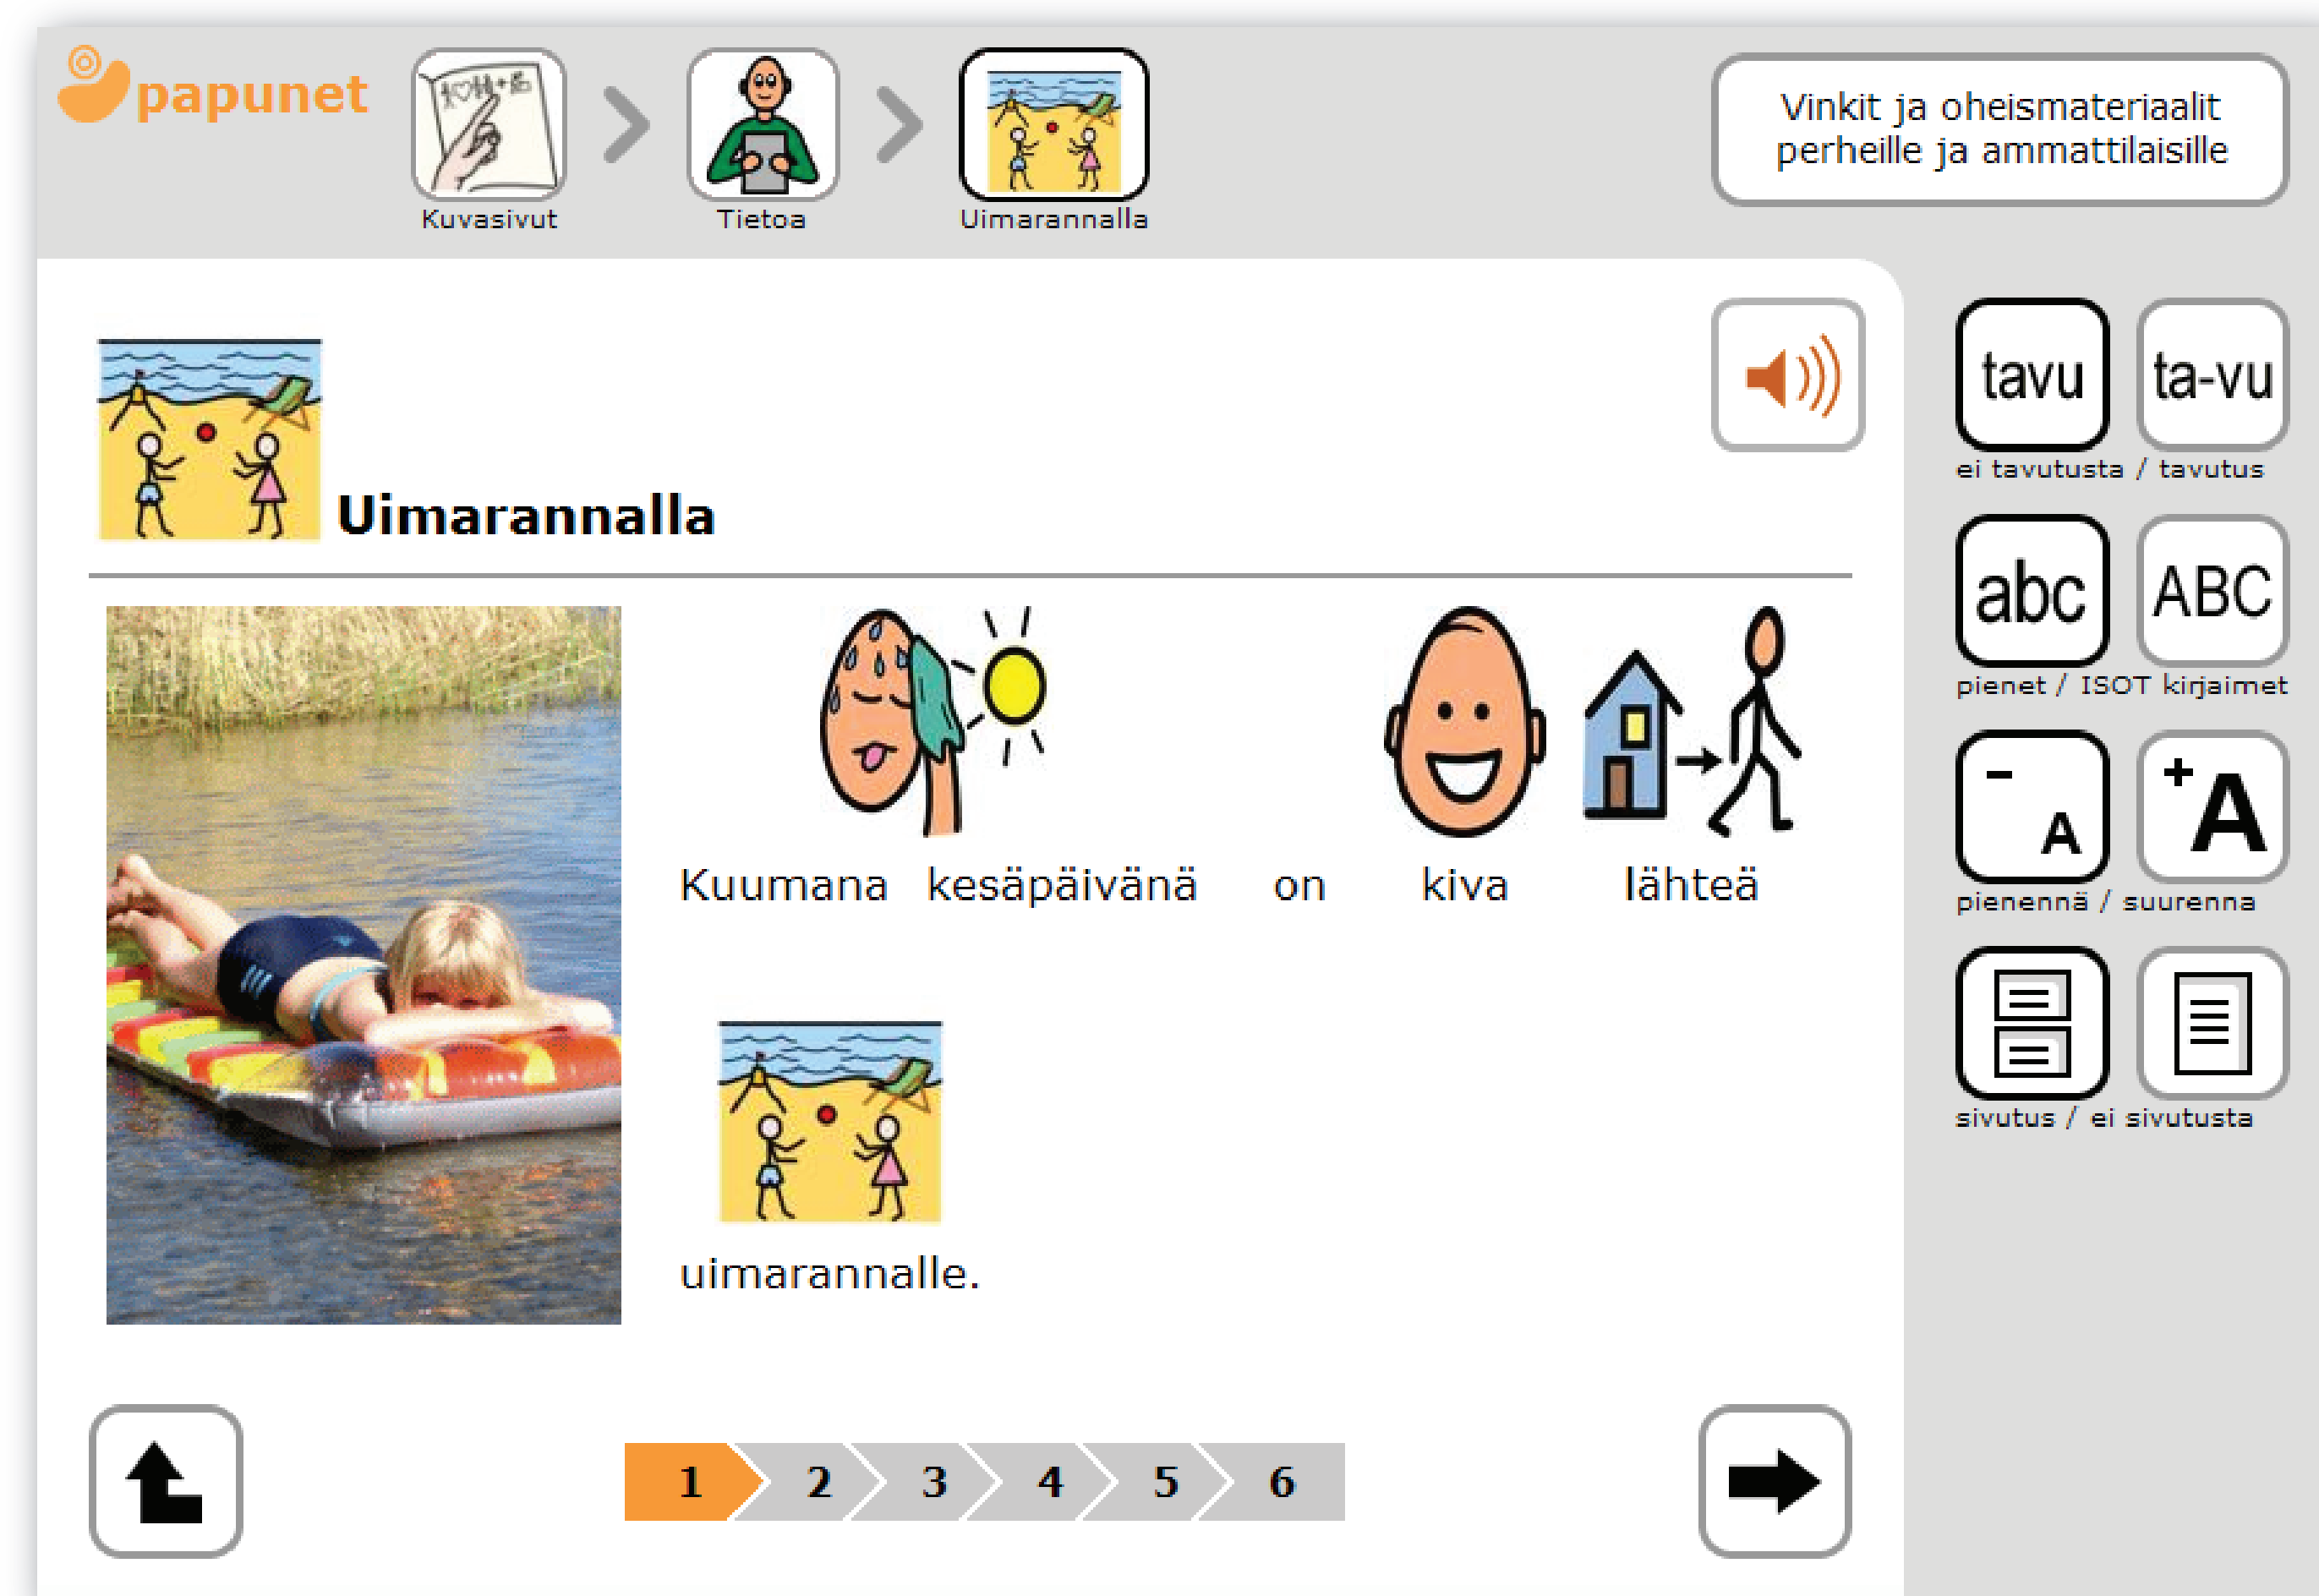 papunet
Kuvasivut
Tietoa
Uimarannalla
Vinkit ja oheismateriaalit
perheille ja ammattilaisille
Uimarannalla
Kuumana kesäpäivänä on kiva lähteä
uimarannalle.
tavu ta-vu
ei tavutusta / tavutus
abc ABC
pienet / ISOT kirjaimet
- A + A
pienennä / suurenna
sivutus / ei sivutusta
1 2 3 4 5 6